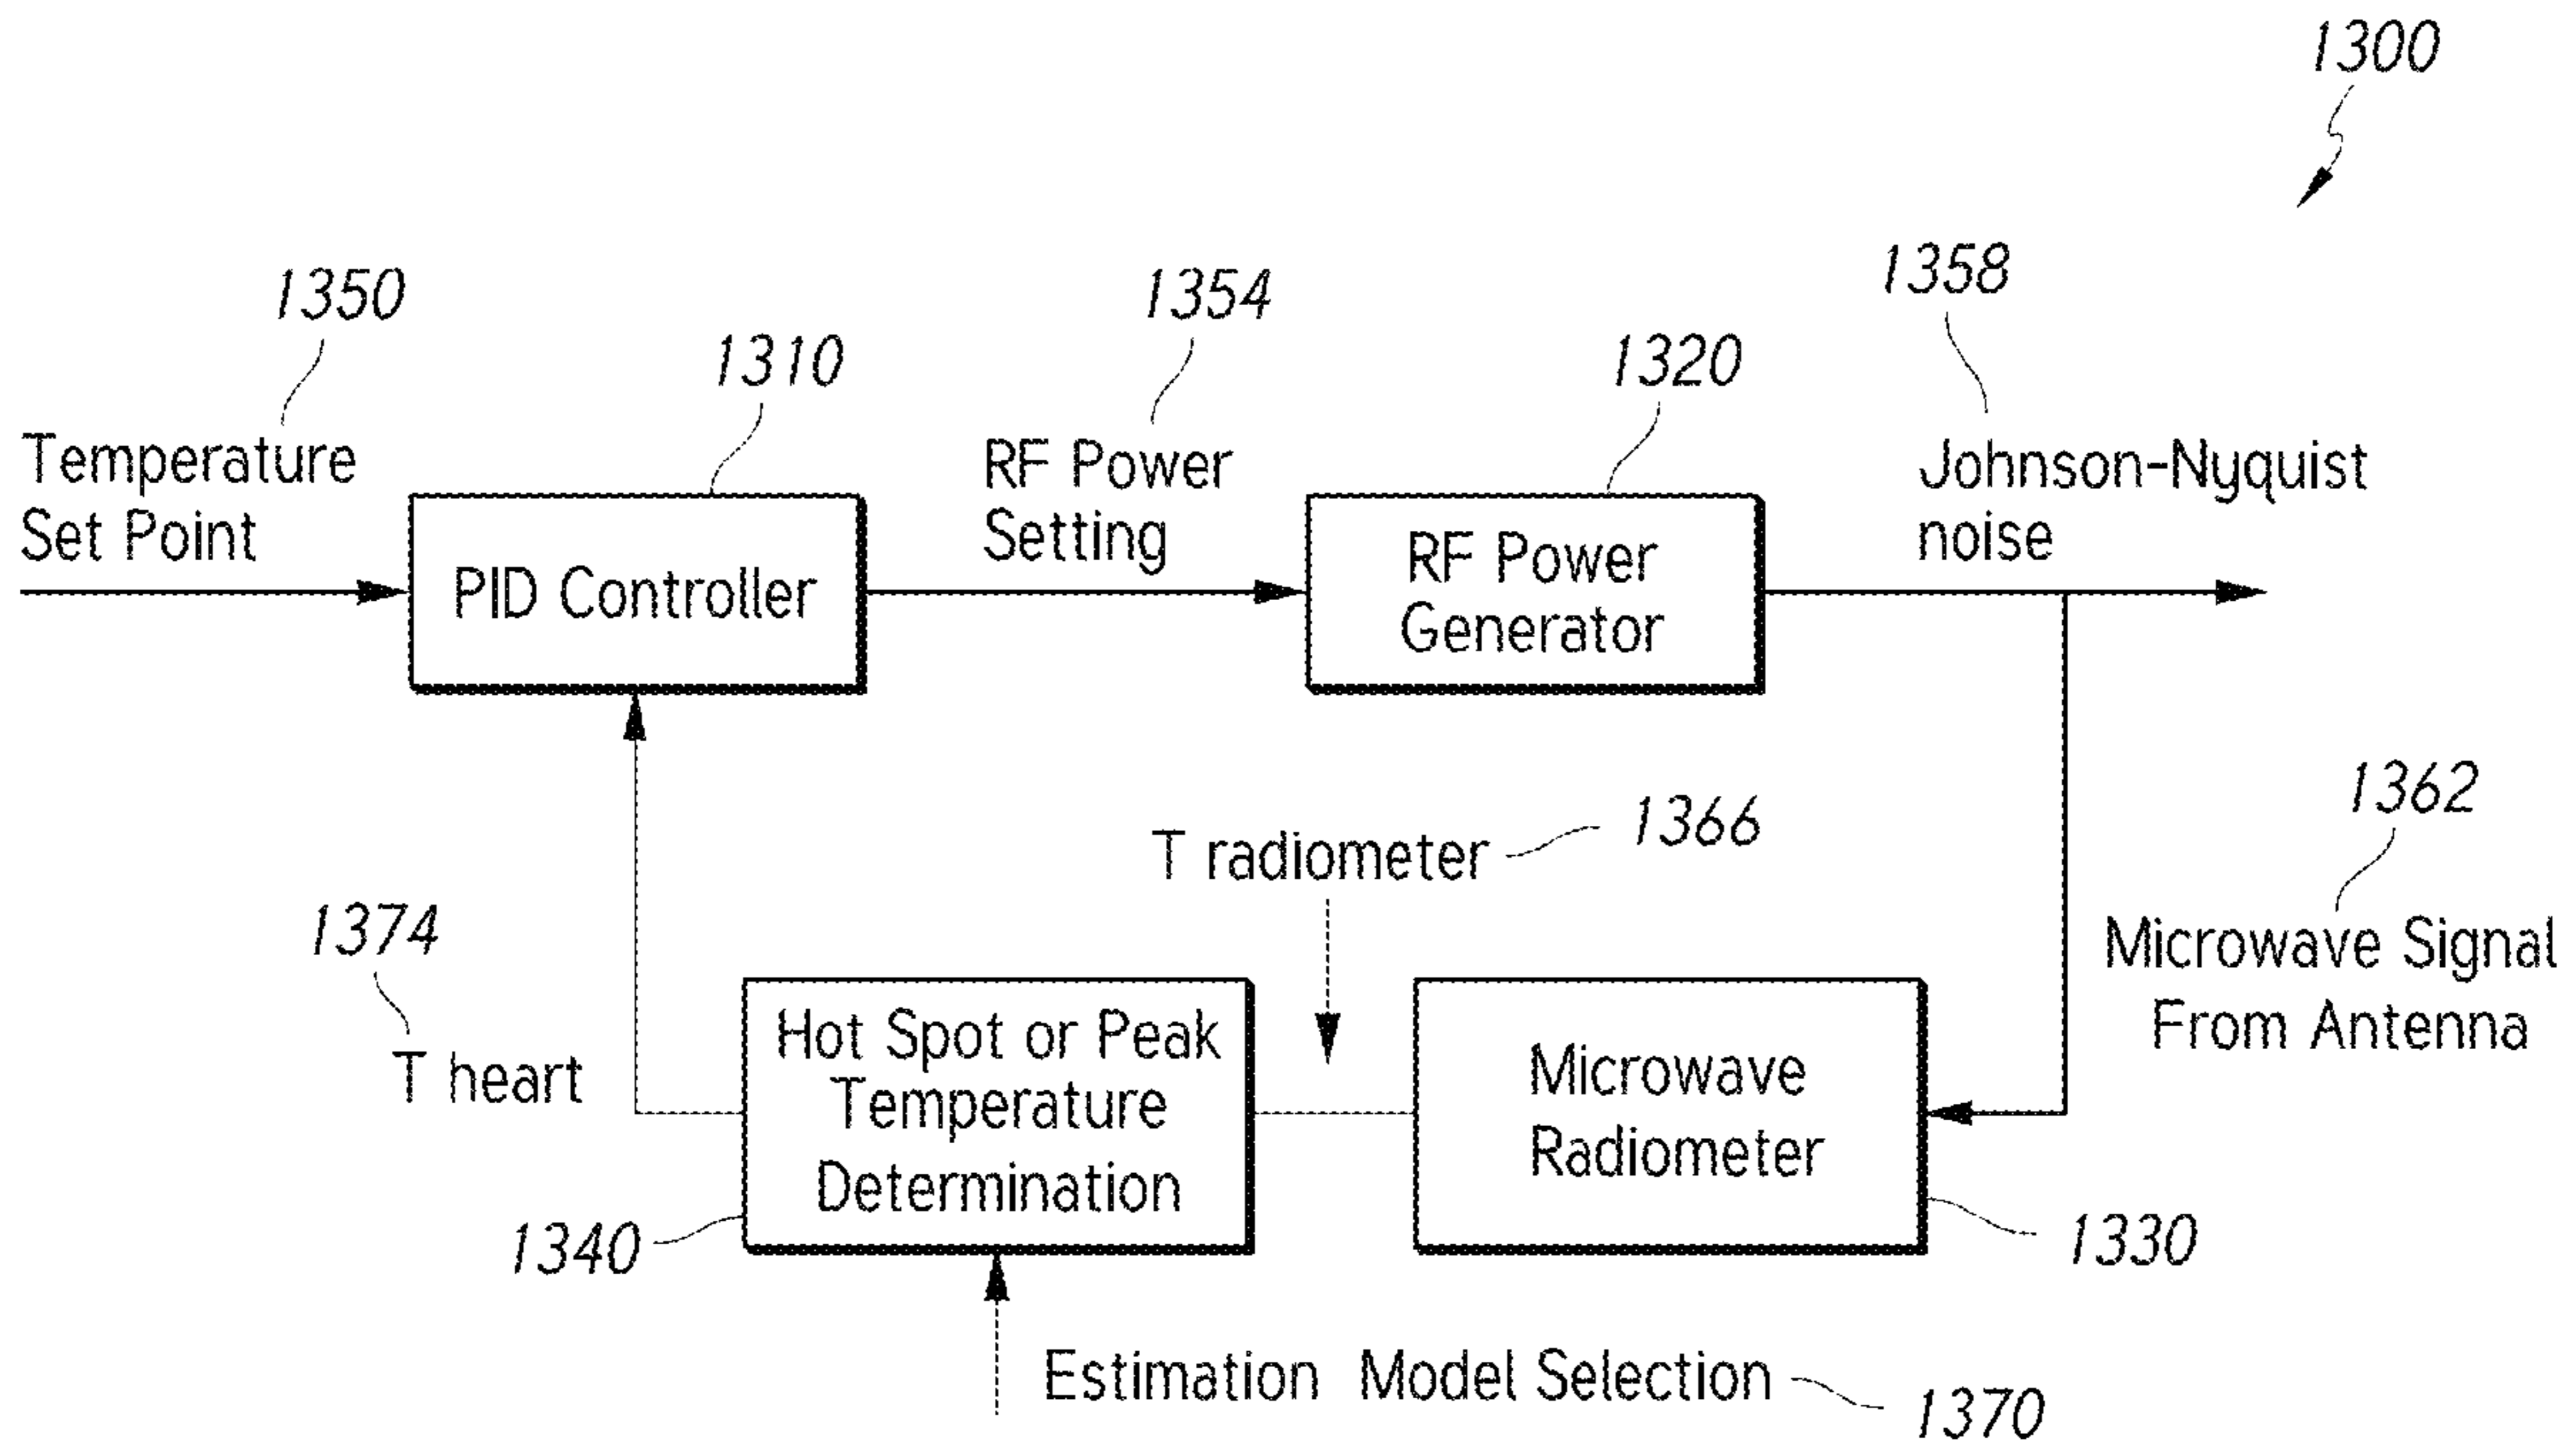 1300
1350
Temperature
Set Point
1310
PID Controller
1354
RF Power
Setting
1320
RF Power
Generator
1358
Johnson-Nyquist
noise
1362
Microwave Signal
From Antenna
T radiometer
1366
1374
T heart
Hot Spot or Peak
Temperature
Determination
1340
Microwave
Radiometer
1330
Estimation Model Selection
1370